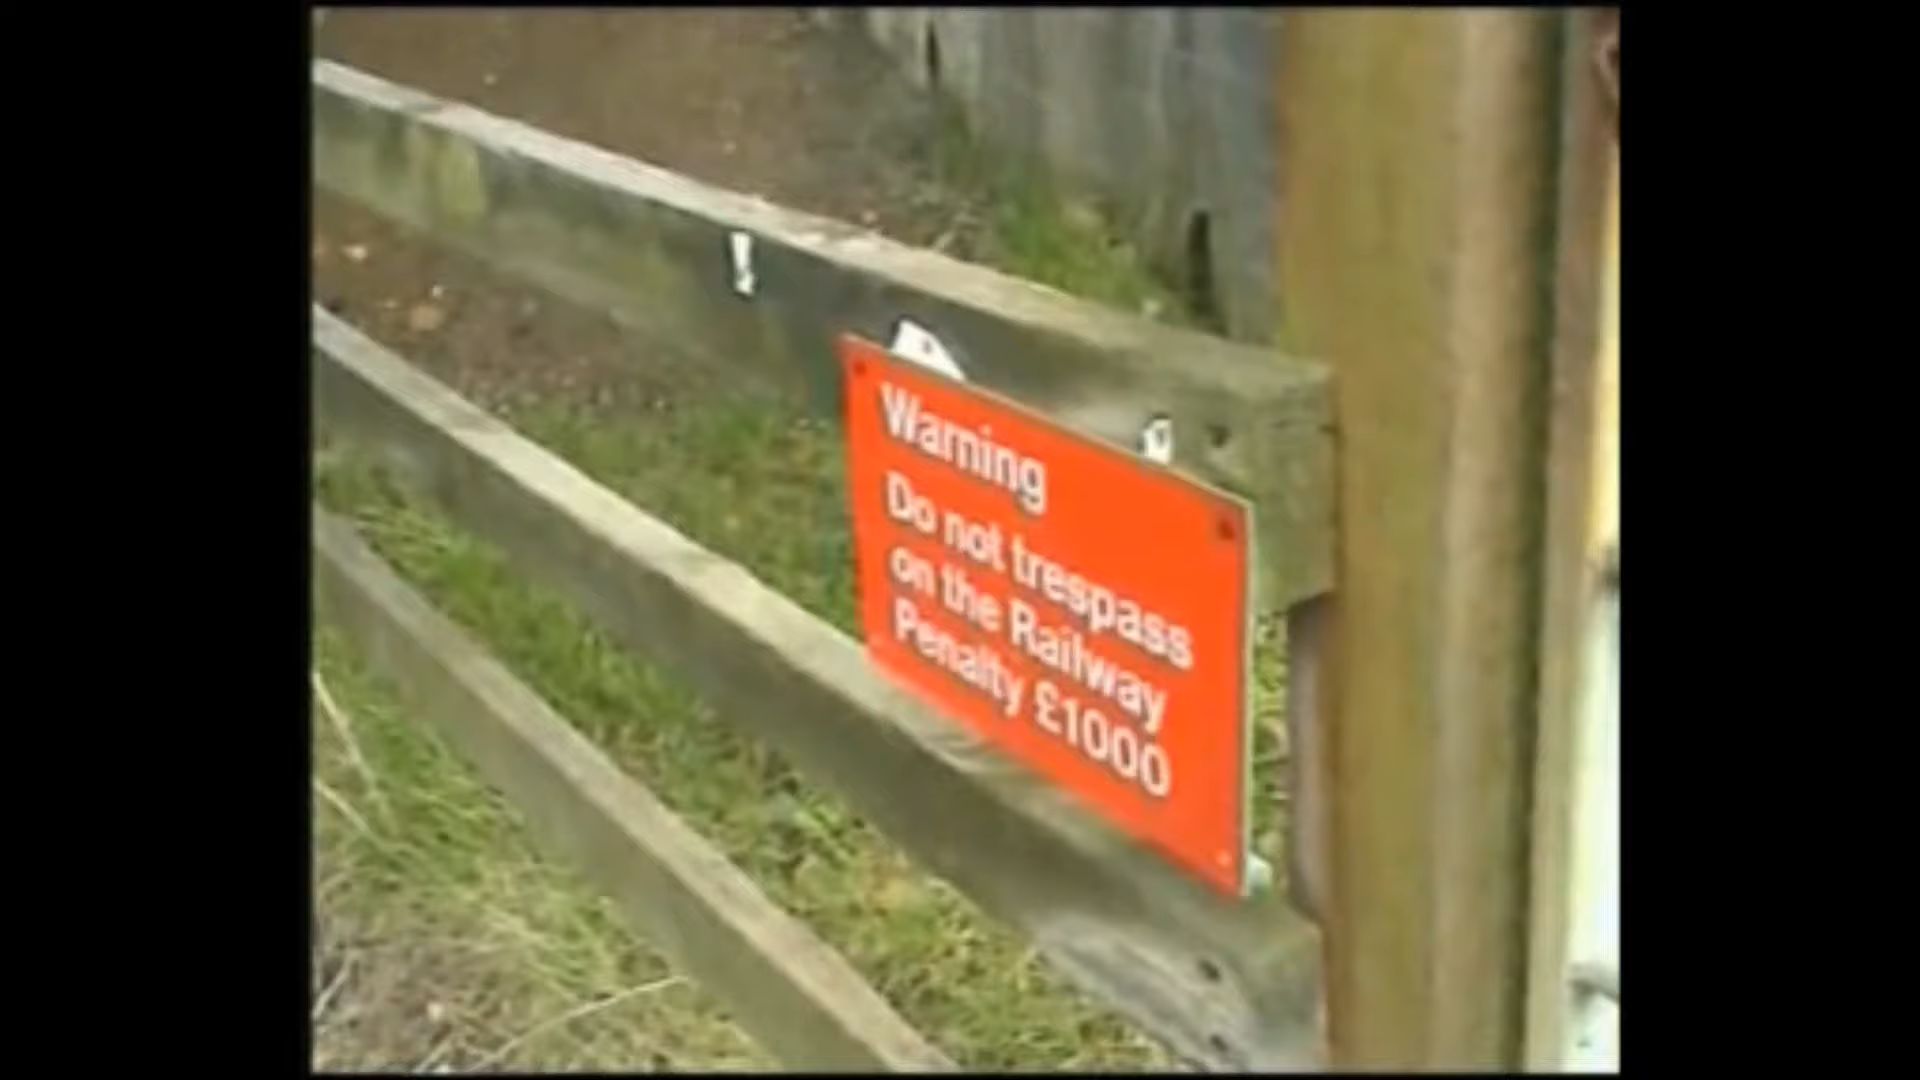 Warning
Do not trespass
on the Railway
Penalty £1000